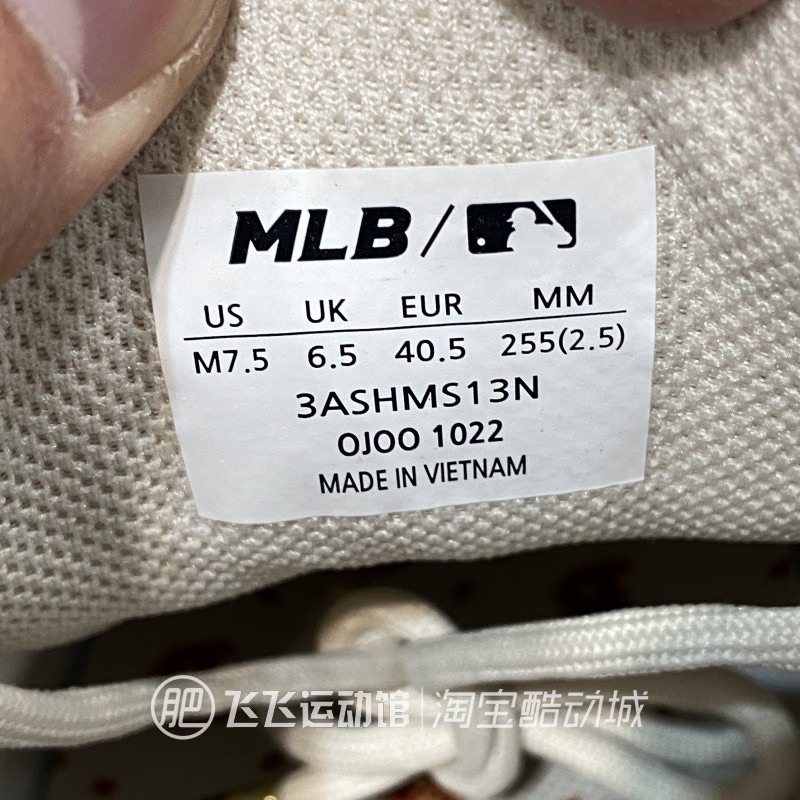 MLB /
US UK EUR MM
M7.5 6.5 40.5 255(2.5)
3ASHMS13N
OJOO 1022
MADE IN VIETNAM
肥 飞飞运动馆|淘宝酷动城